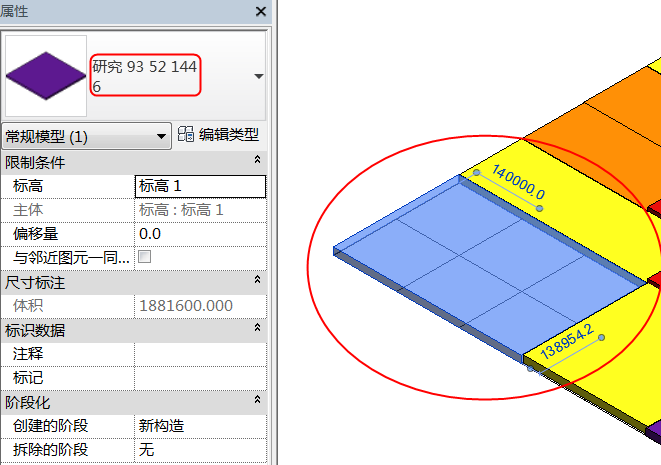 属性
研究 93 52 144
6
常规模型 (1)
编辑类型
限制条件
标高
标高 1
主体
标高 : 标高 1
偏移量
0.0
与邻近图元一同...
尺寸标注
体积
1881600.000
标识数据
注释
标记
阶段化
创建的阶段
新构造
拆除的阶段
无
140000.0
138954.2